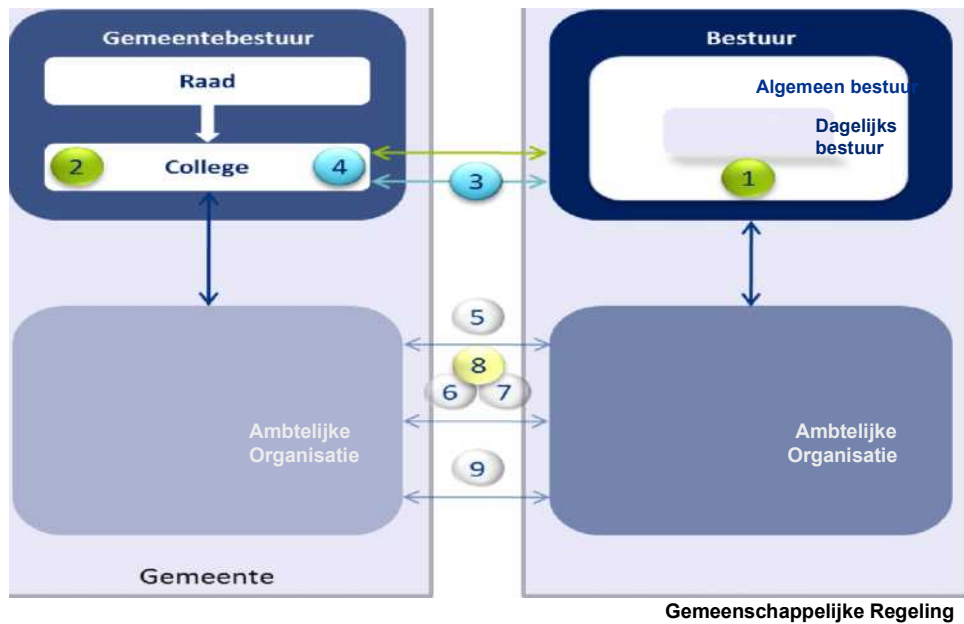 Gemeentebestuur
Raad
2 College 4
3
Bestuur
Algemeen bestuur
Dagelijks
bestuur
1
5
8
6 7
9
Ambtelijke
Organisatie
Ambtelijke
Organisatie
Gemeente
Gemeenschappelijke Regeling